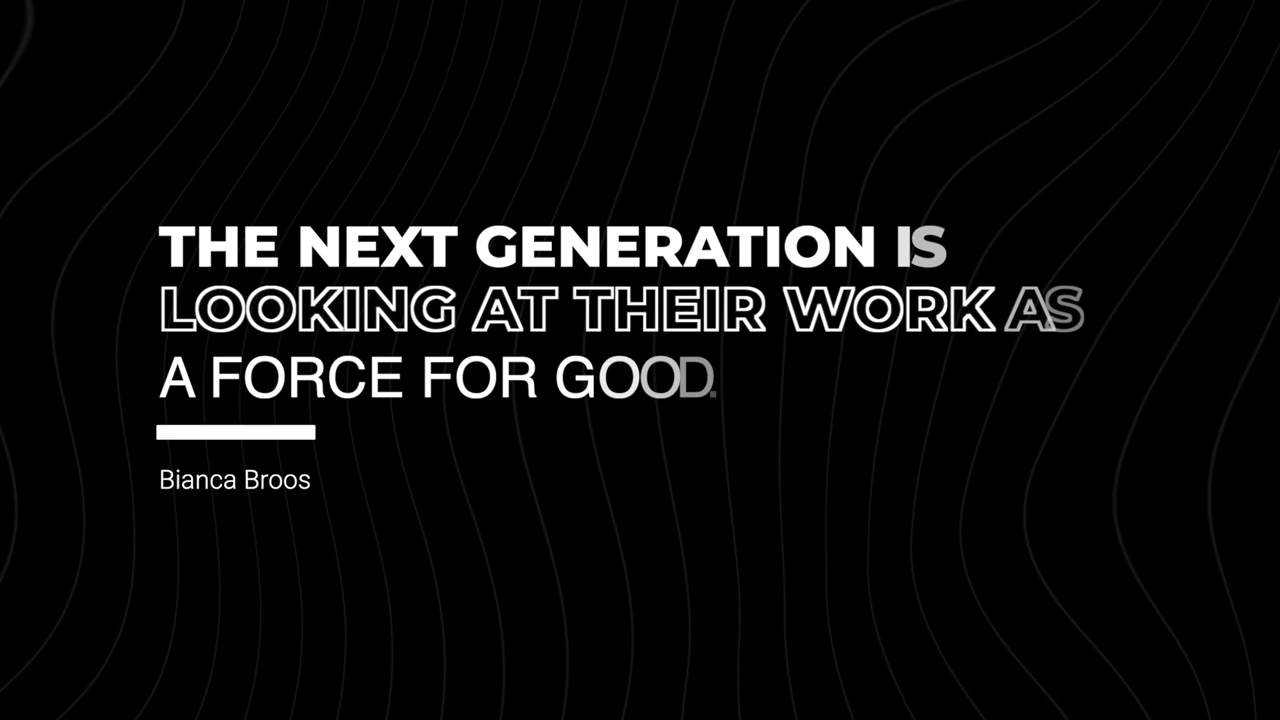 THE NEXT GENERATION IS
LOOKING AT THEIR WORK AS
A FORCE FOR GOOD.
Bianca Broos